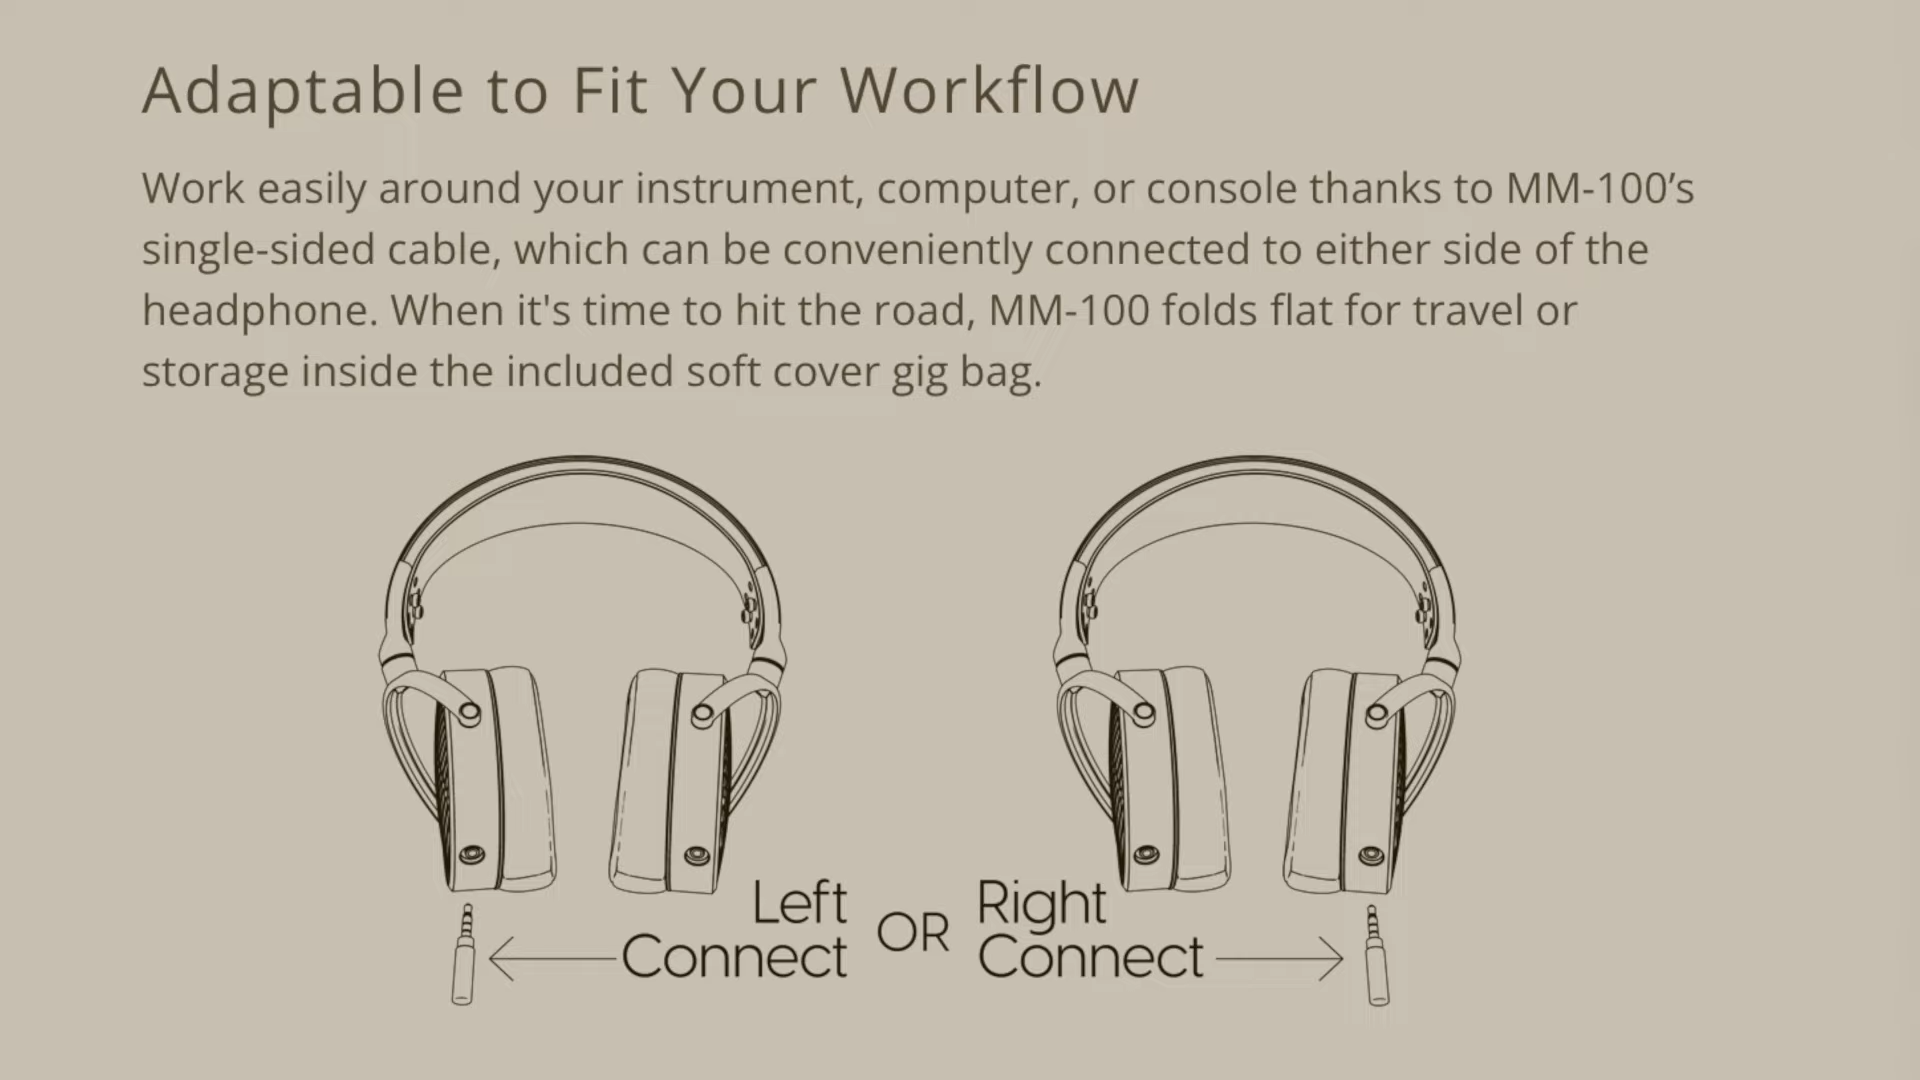 Adaptable to Fit Your Workflow
Work easily around your instrument, computer, or console thanks to MM-100’s
single-sided cable, which can be conveniently connected to either side of the
headphone. When it's time to hit the road, MM-100 folds flat for travel or
storage inside the included soft cover gig bag.
Left
Connect
OR
Right
Connect